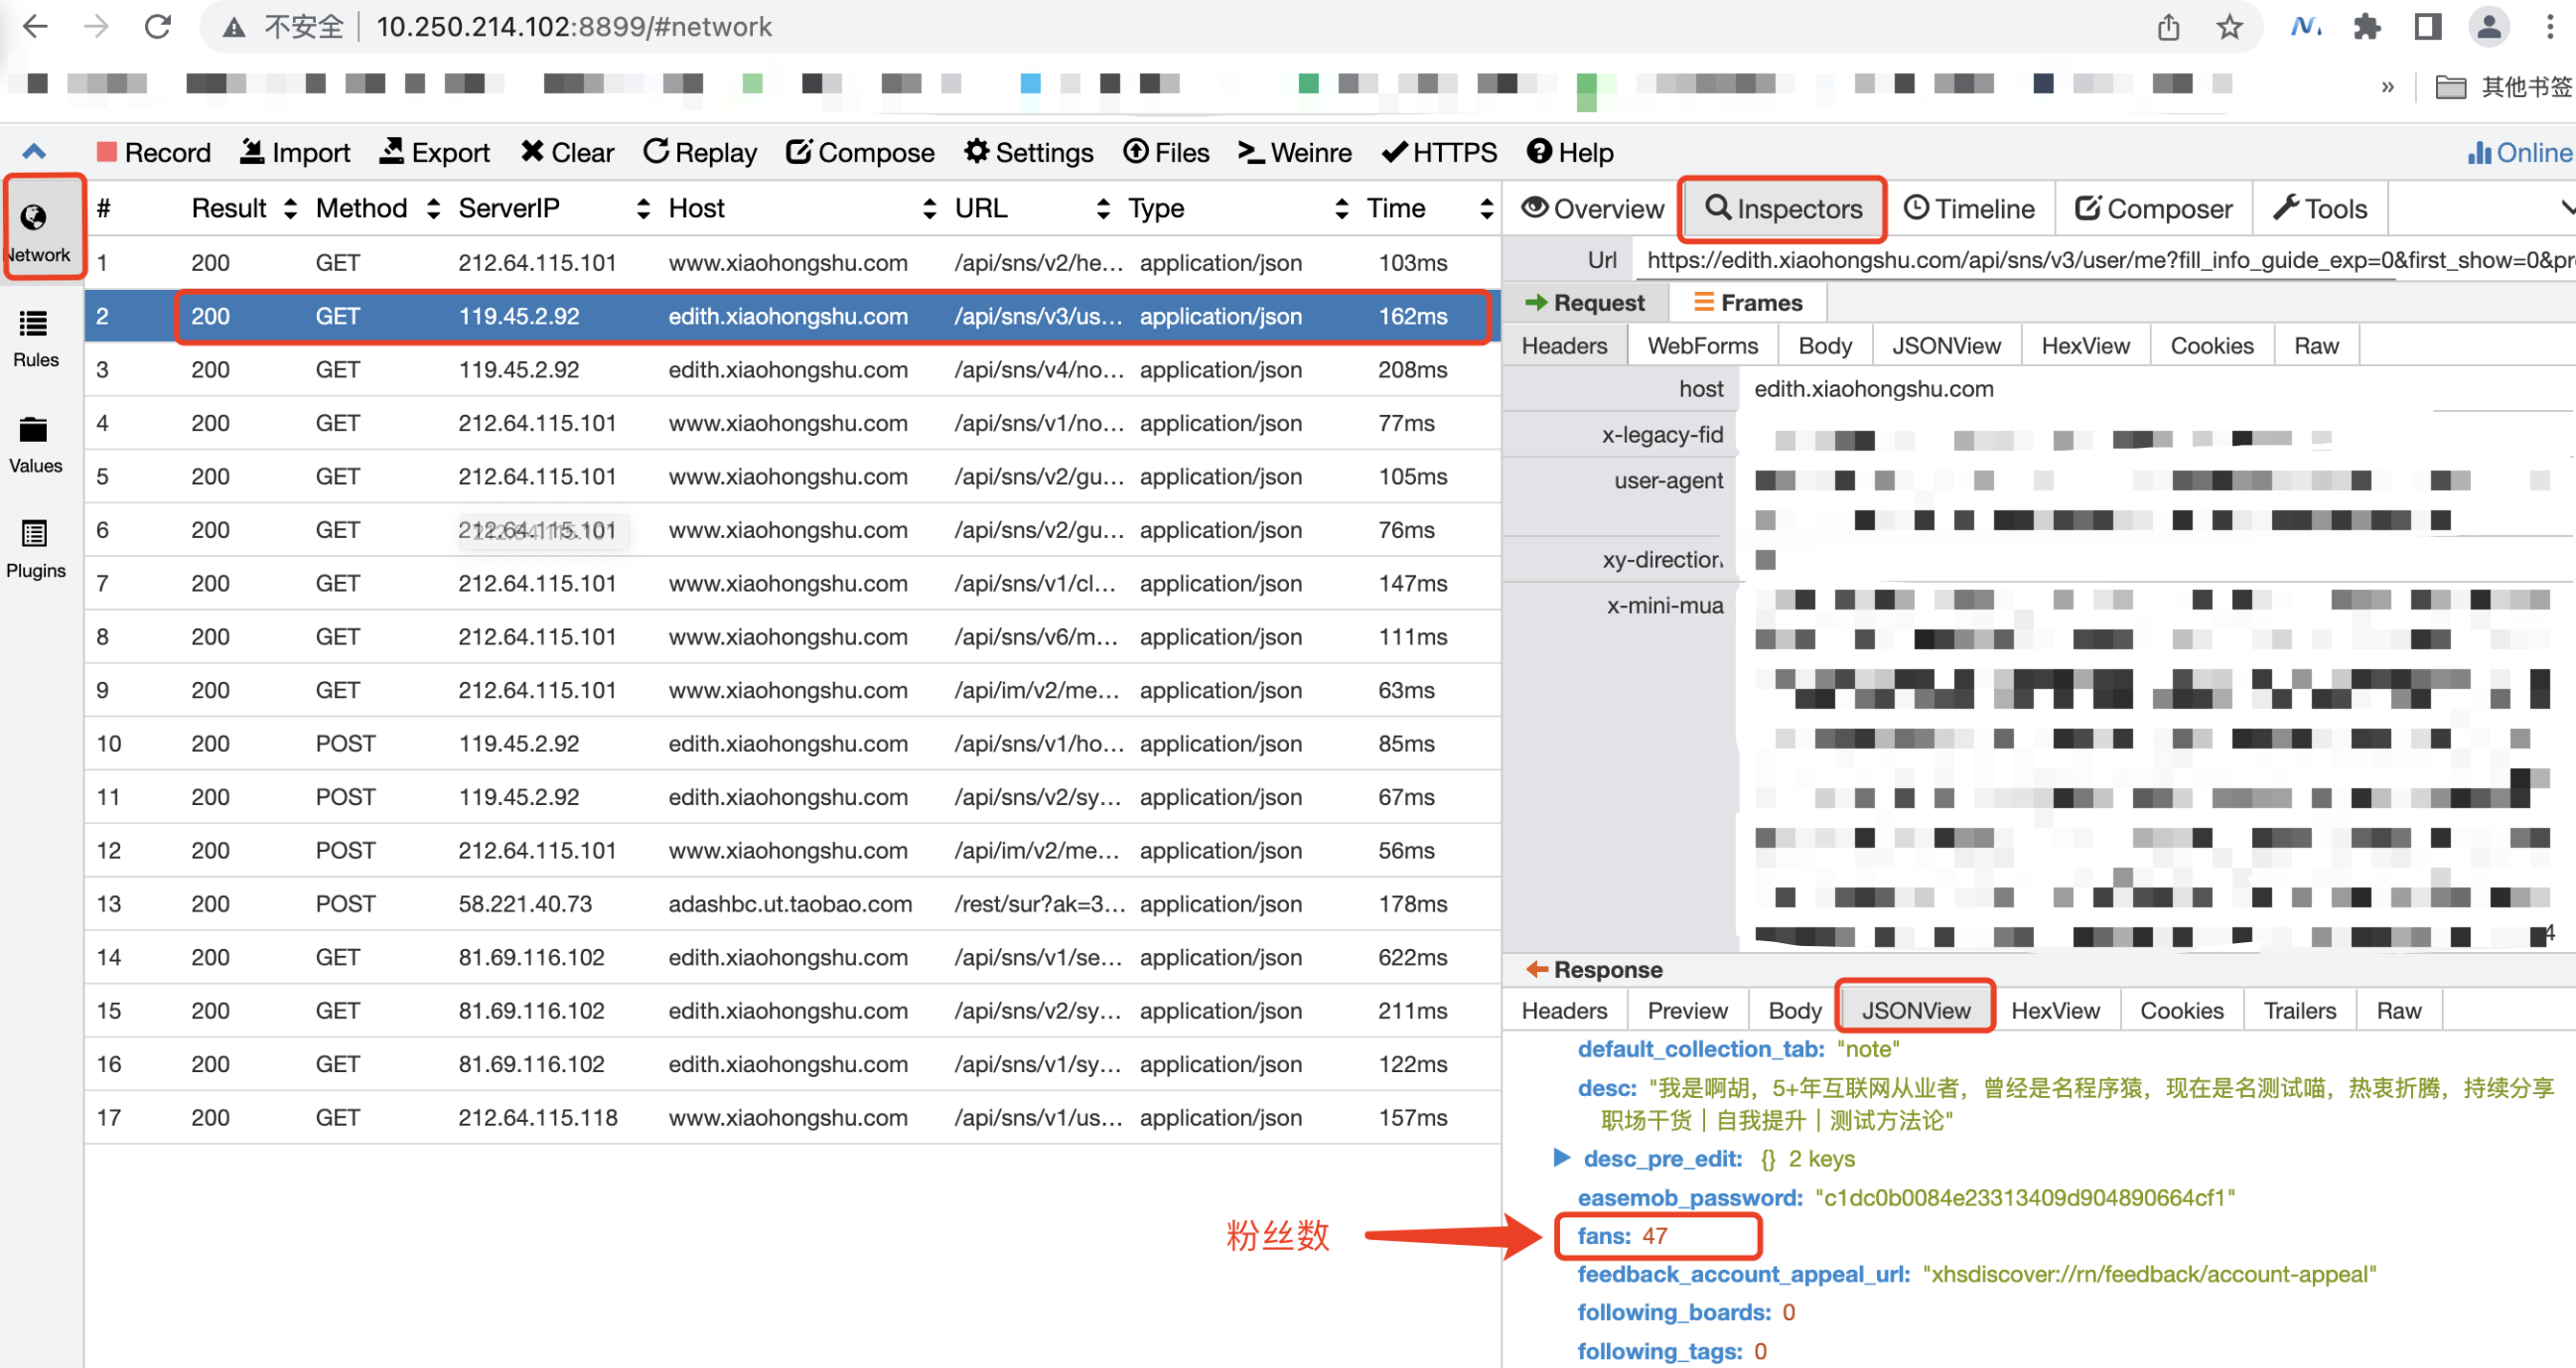 不安全 10.250.214.102:8899/#network
» 其他书签
Record Import Export Clear Replay Compose Settings Files Weinre HTTPS Help Online
Network
Rules
Values
Plugins
# Result Method ServerIP Host URL Type Time
1 200 GET 212.64.115.101 www.xiaohongshu.com /api/sns/v2/he... application/json 103ms
2 200 GET 119.45.2.92 edith.xiaohongshu.com /api/sns/v3/us... application/json 162ms
3 200 GET 119.45.2.92 edith.xiaohongshu.com /api/sns/v4/no... application/json 208ms
4 200 GET 212.64.115.101 www.xiaohongshu.com /api/sns/v1/no... application/json 77ms
5 200 GET 212.64.115.101 www.xiaohongshu.com /api/sns/v2/gu... application/json 105ms
6 200 GET 212.64.115.101 www.xiaohongshu.com /api/sns/v2/gu... application/json 76ms
7 200 GET 212.64.115.101 www.xiaohongshu.com /api/sns/v1/cl... application/json 147ms
8 200 GET 212.64.115.101 www.xiaohongshu.com /api/sns/v6/m... application/json 111ms
9 200 GET 212.64.115.101 www.xiaohongshu.com /api/im/v2/me... application/json 63ms
10 200 POST 119.45.2.92 edith.xiaohongshu.com /api/sns/v1/ho... application/json 85ms
11 200 POST 119.45.2.92 edith.xiaohongshu.com /api/sns/v2/sy... application/json 67ms
12 200 POST 212.64.115.101 www.xiaohongshu.com /api/im/v2/me... application/json 56ms
13 200 POST 58.221.40.73 adashbc.ut.taobao.com /rest/sur?ak=3... application/json 178ms
14 200 GET 81.69.116.102 edith.xiaohongshu.com /api/sns/v1/se... application/json 622ms
15 200 GET 81.69.116.102 edith.xiaohongshu.com /api/sns/v2/sy... application/json 211ms
16 200 GET 81.69.116.102 edith.xiaohongshu.com /api/sns/v1/sy... application/json 122ms
17 200 GET 212.64.115.118 www.xiaohongshu.com /api/sns/v1/us... application/json 157ms
粉丝数
Overview Inspectors Timeline Composer Tools
Url https://edith.xiaohongshu.com/api/sns/v3/user/me?fill_info_guide_exp=0&first_show=0&pr
Request Frames
Headers WebForms Body JSONView HexView Cookies Raw
host edith.xiaohongshu.com
x-legacy-fid
user-agent
xy-direction
x-mini-mua
4
Response
Headers Preview Body JSONView HexView Cookies Trailers Raw
default_collection_tab: "note"
desc: "我是啊胡，5+年互联网从业者，曾经是名程序猿，现在是名测试喵，热衷折腾，持续分享
职场干货｜自我提升｜测试方法论"
desc_pre_edit: {} 2 keys
easemob_password: "c1dc0b0084e23313409d904890664cf1"
fans: 47
feedback_account_appeal_url: "xhsdiscover://rn/feedback/account-appeal"
following_boards: 0
following_tags: 0